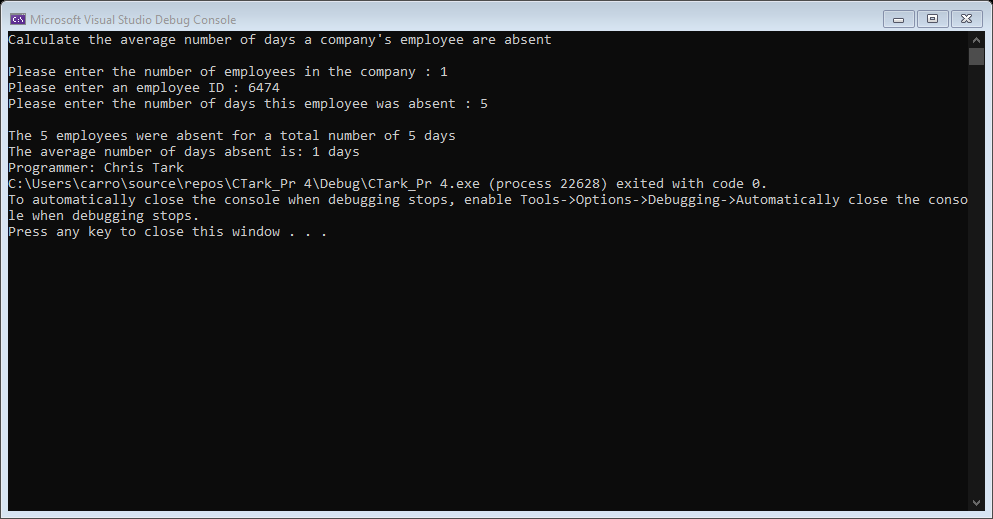 Microsoft Visual Studio Debug Console
Calculate the average number of days a company's employee are absent
Please enter the number of employees in the company : 1
Please enter an employee ID : 6474
Please enter the number of days this employee was absent : 5
The 5 employees were absent for a total number of 5 days
The average number of days absent is: 1 days
Programmer: Chris Tark
C:\Users\carro\source\repos\CTark_Pr 4\Debug\CTark_Pr 4.exe (process 22628) exited with code 0.
To automatically close the console when debugging stops, enable Tools->Options->Debugging->Automatically close the conso
le when debugging stops.
Press any key to close this window . . .